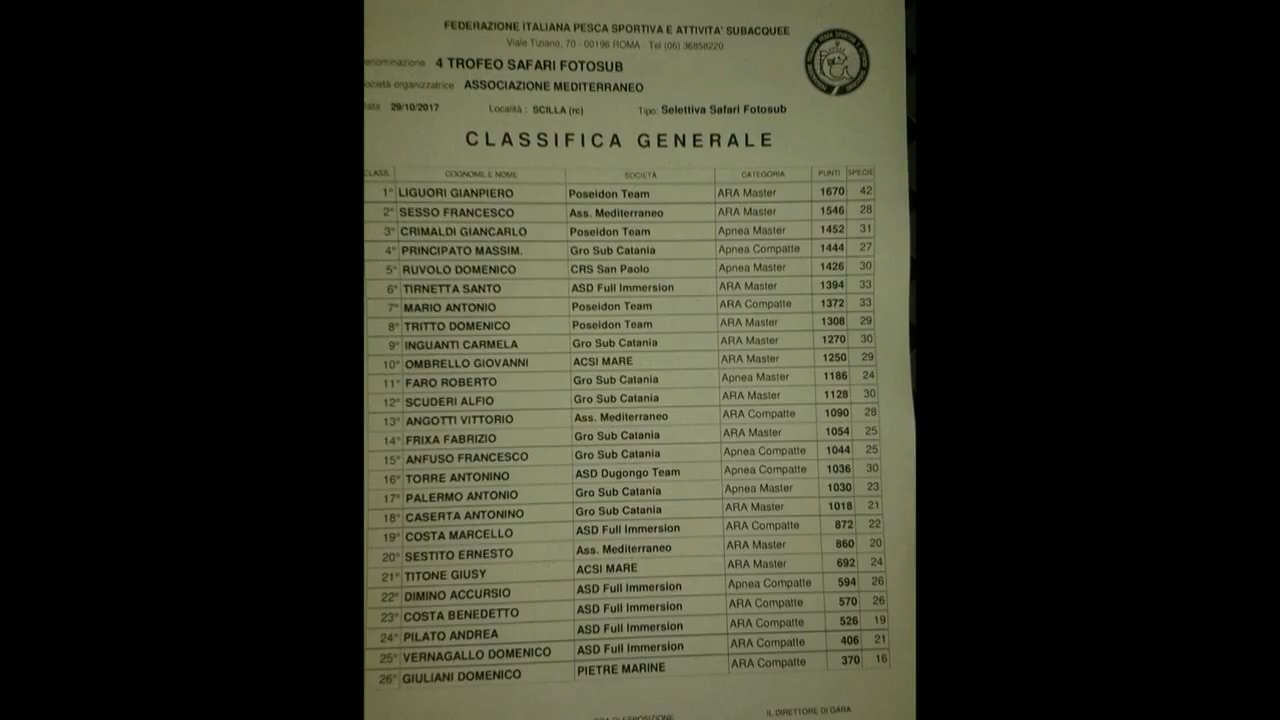 FEDERAZIONE ITALIANA PESCA SPORTIVA E ATTIVITA' SUBACQUEE
Viale Tiziano, 70 - 00196 ROMA Tel (06) 36858220
enominazione 4 TROFEO SAFARI FOTOSUB
ocietà organizzatrice ASSOCIAZIONE MEDITERRANEO
ata 29/10/2017 Località : SCILLA (rc) Tipo: Selettiva Safari Fotosub
CLASSIFICA GENERALE
CLASS. COGNOME E NOME SOCIETÀ CATEGORIA PUNTI SPECIE
1° LIGUORI GIANPIERO Poseidon Team ARA Master 1670 42
2° SESSO FRANCESCO Ass. Mediterraneo ARA Master 1546 28
3° CRIMALDI GIANCARLO Poseidon Team Apnea Master 1452 31
4° PRINCIPATO MASSIM. Gro Sub Catania Apnea Compatte 1444 27
5° RUVOLO DOMENICO CRS San Paolo Apnea Master 1426 30
6° TIRNETTA SANTO ASD Full Immersion ARA Master 1394 33
7° MARIO ANTONIO Poseidon Team ARA Compatte 1372 33
8° TRITTO DOMENICO Poseidon Team ARA Master 1308 29
9° INGUANTI CARMELA Gro Sub Catania ARA Master 1270 30
10° OMBRELLO GIOVANNI ACSI MARE ARA Master 1250 29
11° FARO ROBERTO Gro Sub Catania Apnea Master 1186 24
12° SCUDERI ALFIO Gro Sub Catania ARA Master 1128 30
13° ANGOTTI VITTORIO Ass. Mediterraneo ARA Compatte 1090 28
14° FRIXA FABRIZIO Gro Sub Catania ARA Master 1054 25
15° ANFUSO FRANCESCO Gro Sub Catania Apnea Compatte 1044 25
16° TORRE ANTONINO ASD Dugongo Team Apnea Compatte 1036 30
17° PALERMO ANTONIO Gro Sub Catania Apnea Master 1030 23
18° CASERTA ANTONINO Gro Sub Catania ARA Master 1018 21
19° COSTA MARCELLO ASD Full Immersion ARA Compatte 872 22
20° SESTITO ERNESTO Ass. Mediterraneo ARA Master 860 20
21° TITONE GIUSY ACSI MARE ARA Master 692 24
22° DIMINO ACCURSIO ASD Full Immersion Apnea Compatte 594 26
23° COSTA BENEDETTO ASD Full Immersion ARA Compatte 570 26
24° PILATO ANDREA ASD Full Immersion ARA Compatte 526 19
25° VERNAGALLO DOMENICO ASD Full Immersion ARA Compatte 406 21
26° GIULIANI DOMENICO PIETRE MARINE ARA Compatte 370 16
IL DIRETTORE DI GARA